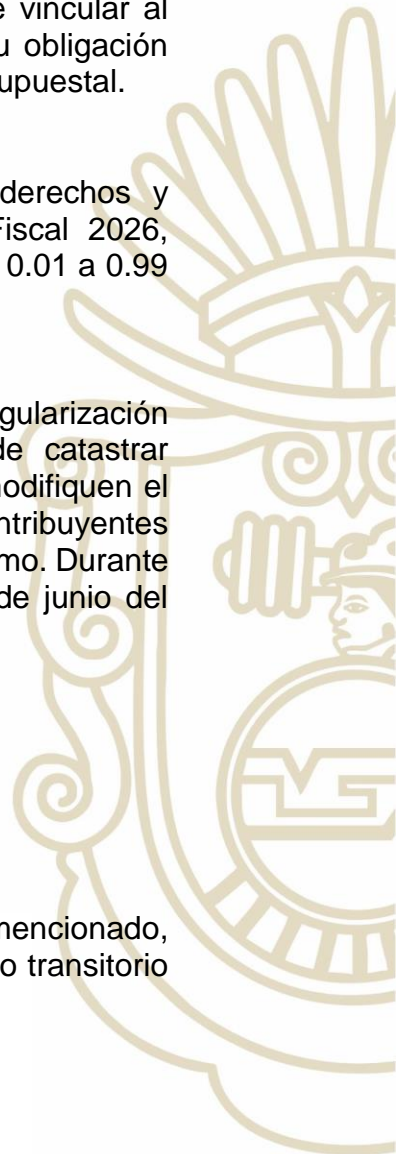 vincular al
obligación
upuestal.
derechos y
Fiscal 2026,
0.01 a 0.99
gularización
de catastrar
modifiquen el
ntribuyentes
mo. Durante
de junio del
mencionado,
o transitorio